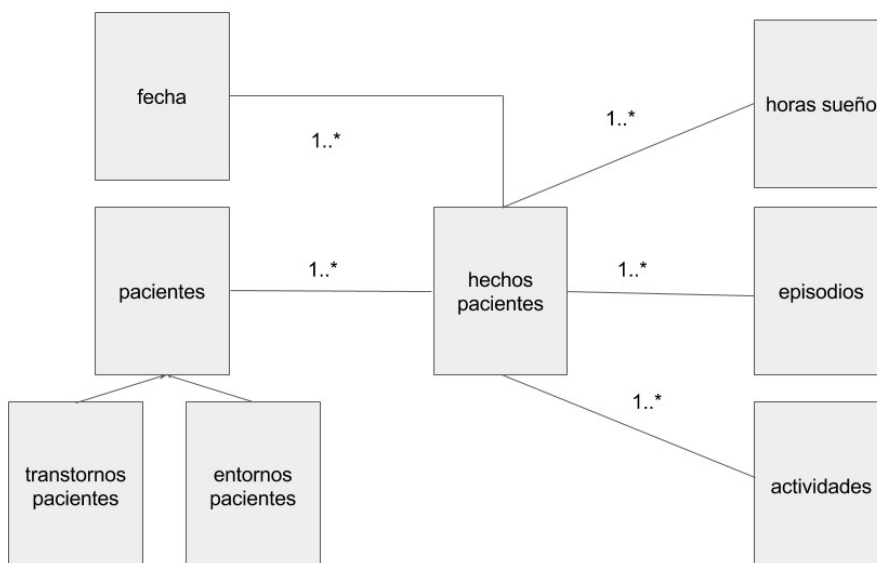 fecha
horas sueño
1..*
1..*
pacientes
1..*
hechos
pacientes
1..*
episodios
1..*
transtornos
pacientes
entornos
pacientes
actividades